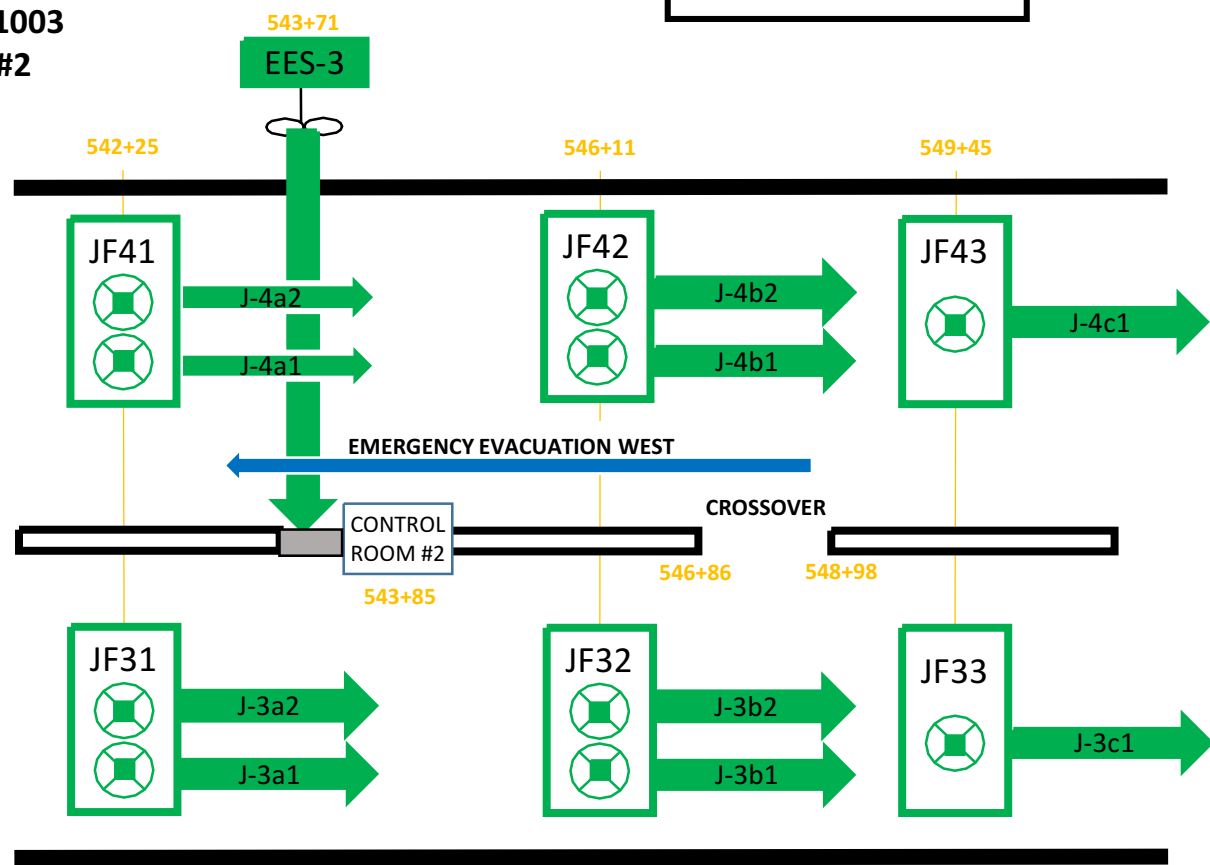 1003
#2
543+71
EES-3
542+25
546+11
549+45
JF41
JF42
JF43
J-4a2
J-4b2
J-4c1
J-4a1
J-4b1
EMERGENCY EVACUATION WEST
CROSSOVER
CONTROL
ROOM #2
546+86
548+98
543+85
JF31
JF32
JF33
J-3a2
J-3b2
J-3c1
J-3a1
J-3b1